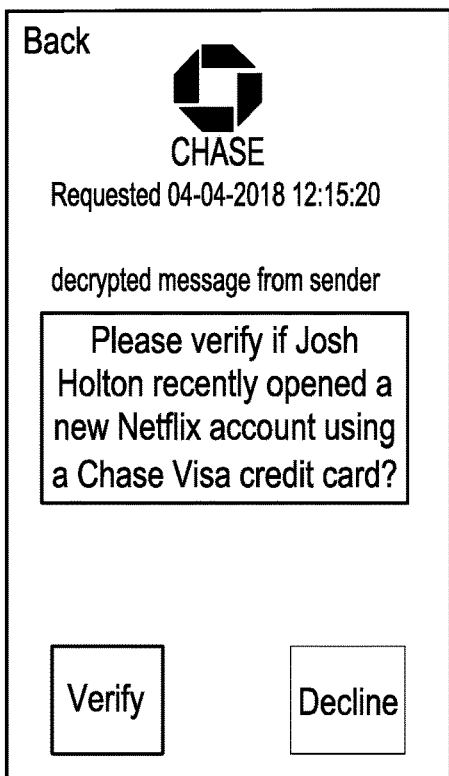 Back
CHASE
Requested 04-04-2018 12:15:20
decrypted message from sender
Please verify if Josh
Holton recently opened a
new Netflix account using
a Chase Visa credit card?
Verify
Decline